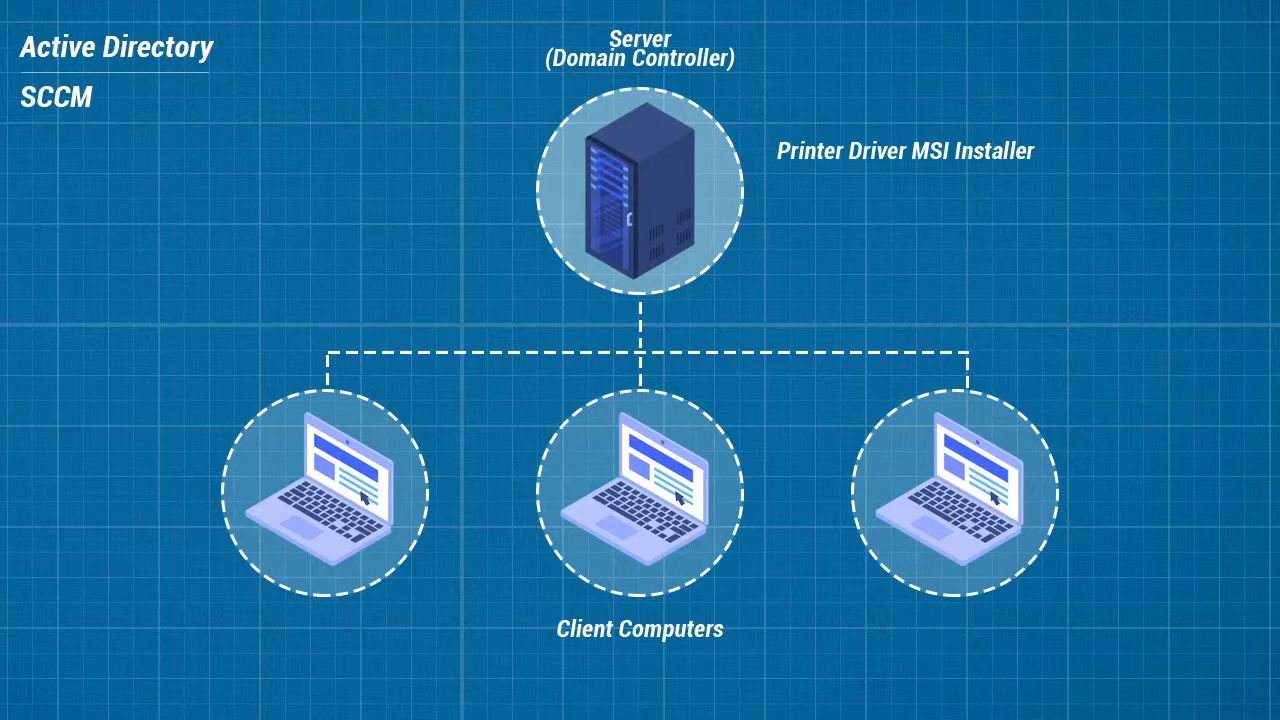 Active Directory
SCCM
Server
(Domain Controller)
Printer Driver MSI Installer
Client Computers